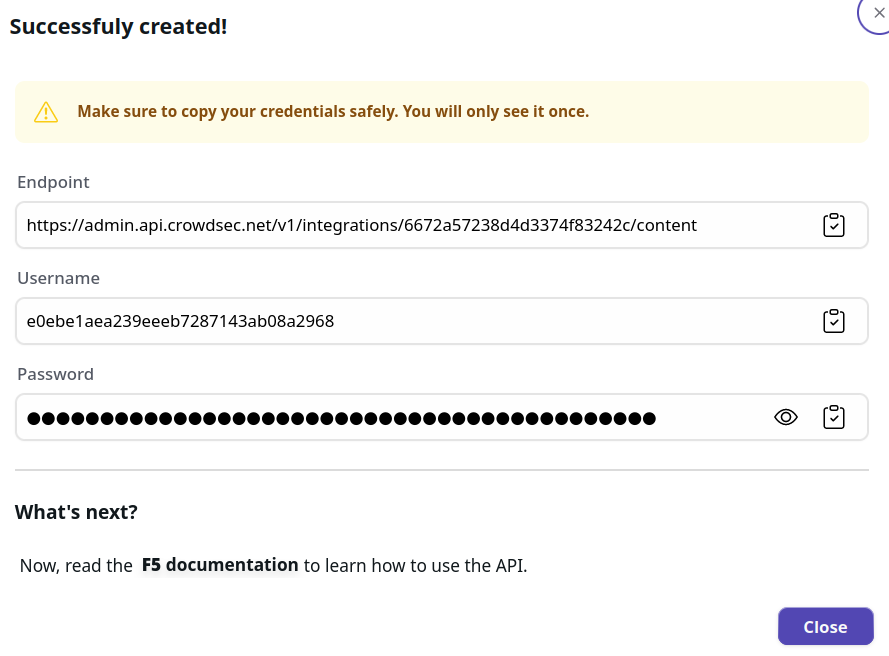 Successfuly created!
Make sure to copy your credentials safely. You will only see it once.
Endpoint
https://admin.api.crowdsec.net/v1/integrations/6672a57238d4d3374f83242c/content
Username
e0ebe1aea239eeeb7287143ab08a2968
Password
●●●●●●●●●●●●●●●●●●●●●●●●●●●●●●●●●●●●●●●●●●●
What's next?
Now, read the F5 documentation to learn how to use the API.
Close